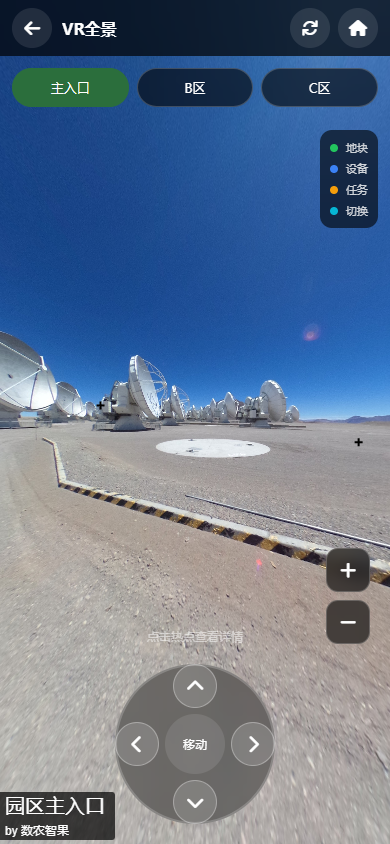 VR全景
主入口
B区
C区
地块
设备
任务
切换
点击热点查看详情
移动
园区主入口
by 数农智果